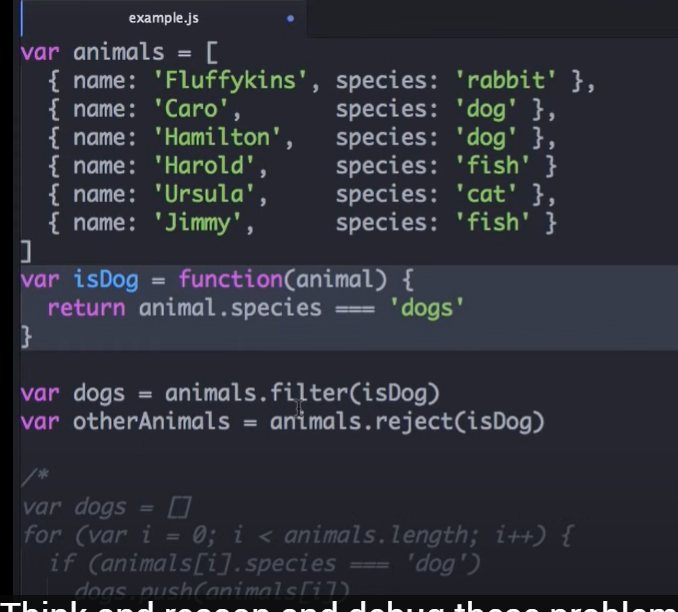 example.js
var animals = [
{ name: 'Fluffykins', species: 'rabbit' },
{ name: 'Caro', species: 'dog' },
{ name: 'Hamilton', species: 'dog' },
{ name: 'Harold', species: 'fish' }
{ name: 'Ursula', species: 'cat' },
{ name: 'Jimmy', species: 'fish' }
]
var isDog = function(animal) {
return animal.species === 'dogs'
}
var dogs = animals.filter(isDog)
var otherAnimals = animals.reject(isDog)
/*
var dogs = []
for (var i = 0; i < animals.length; i++) {
if (animals[i].species === 'dog')
dogs.push(animals[i])
Think and reason and debug these problem